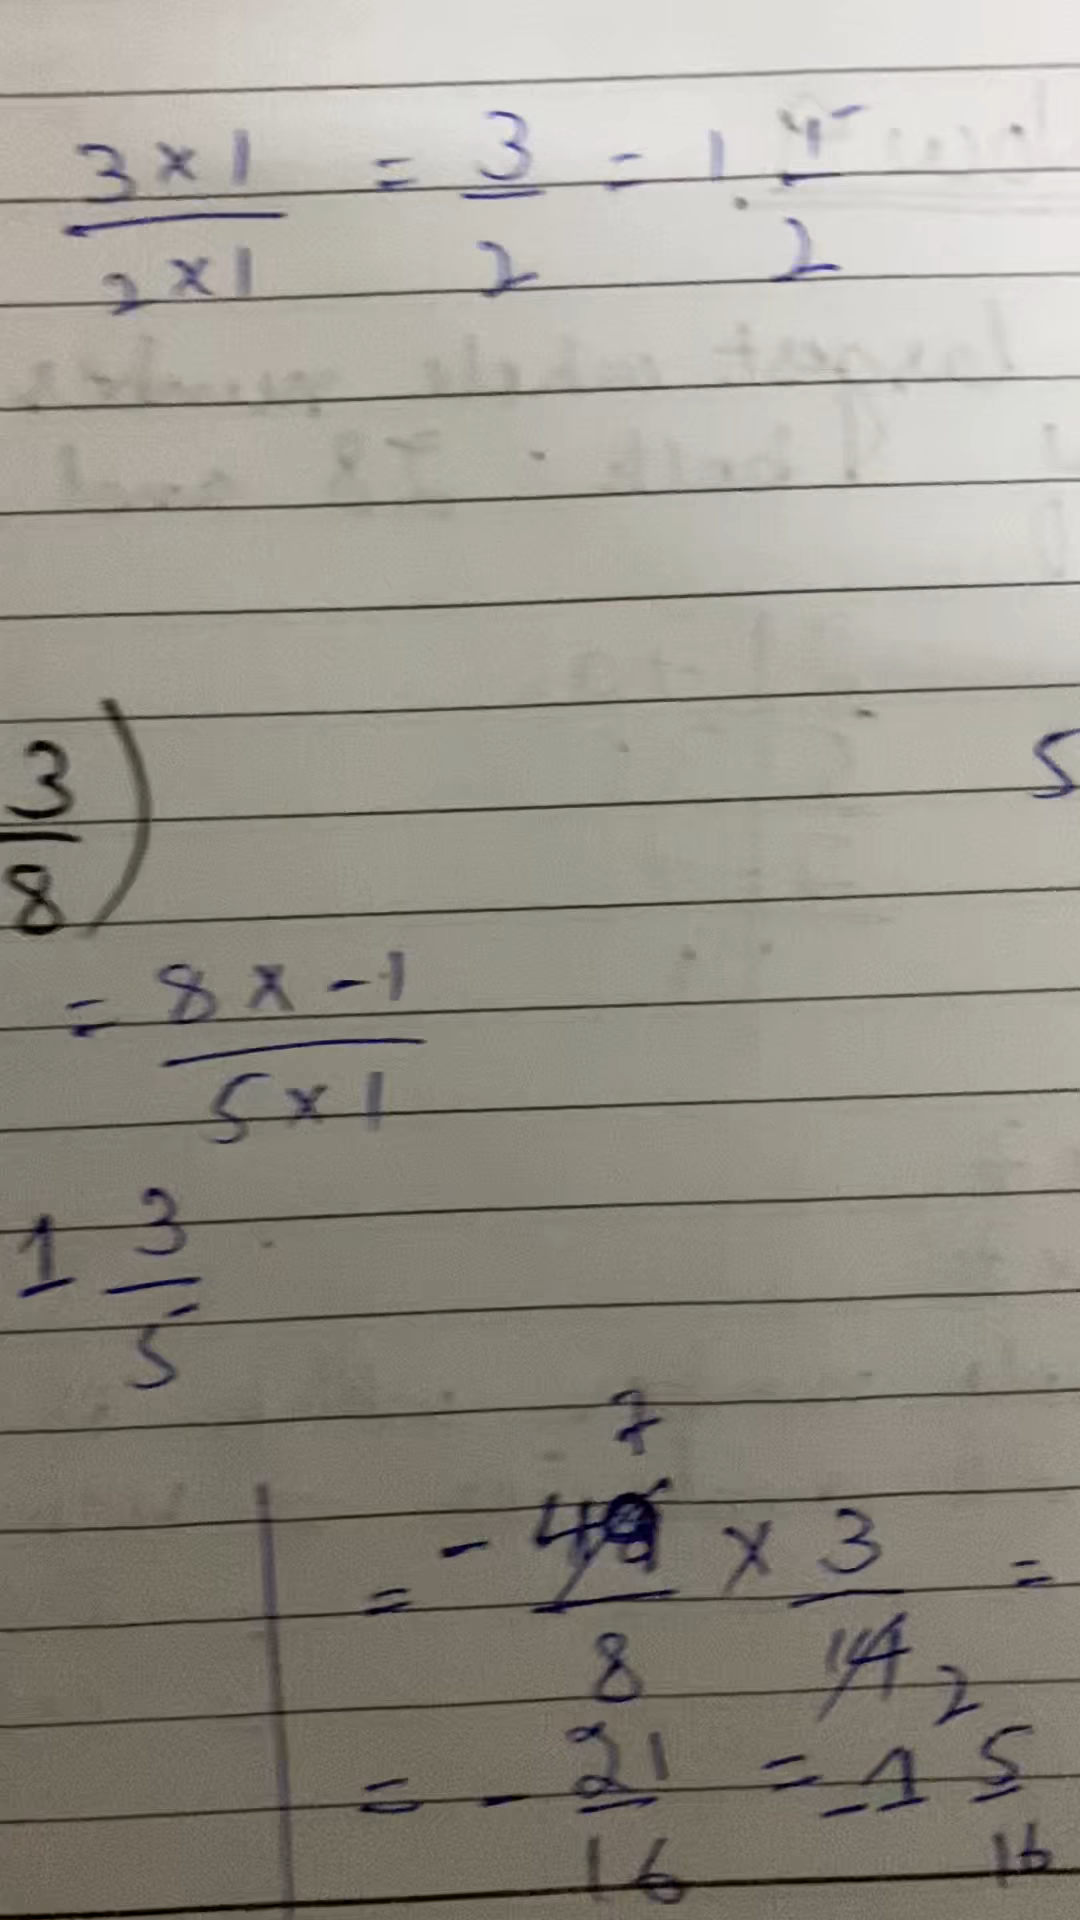 3 × 1 / 2 × 1 = 3 / 2 = 1 1 / 2
5
3 / 8 )
= 8 × -1 / 5 × 1
1 3 / 5
7
= - 49 / 8 × 3 / 14 2 =
= - 21 / 16 = -1 5 / 16